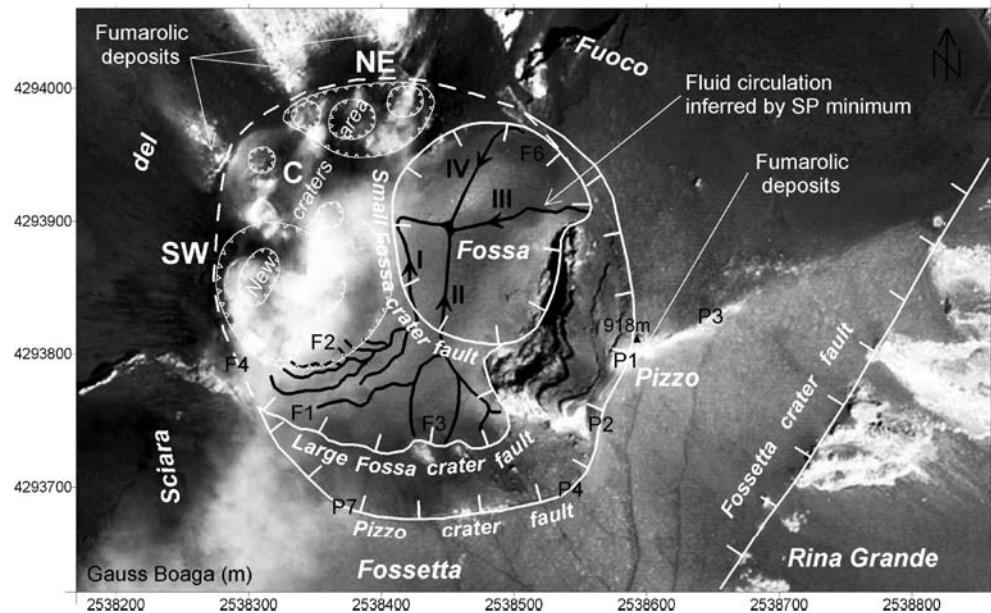 Fumarolic
deposits
NE
Fuoco
N
4294000
Fluid circulation
inferred by SP minimum
area
F6
del
C
craters
IV
Fumarolic
deposits
III
4293900
Small Fossa crater fault
Fossa
SW
New
I
II
918m
P3
F2
4293800
F4
P1
Pizzo
F1
F3
P2
Large Fossa crater fault
Fossetta crater fault
Sciara
4293700
P7
P4
Pizzo crater fault
Rina Grande
Fossetta
Gauss Boaga (m)
2538200 2538300 2538400 2538500 2538600 2538700 2538800